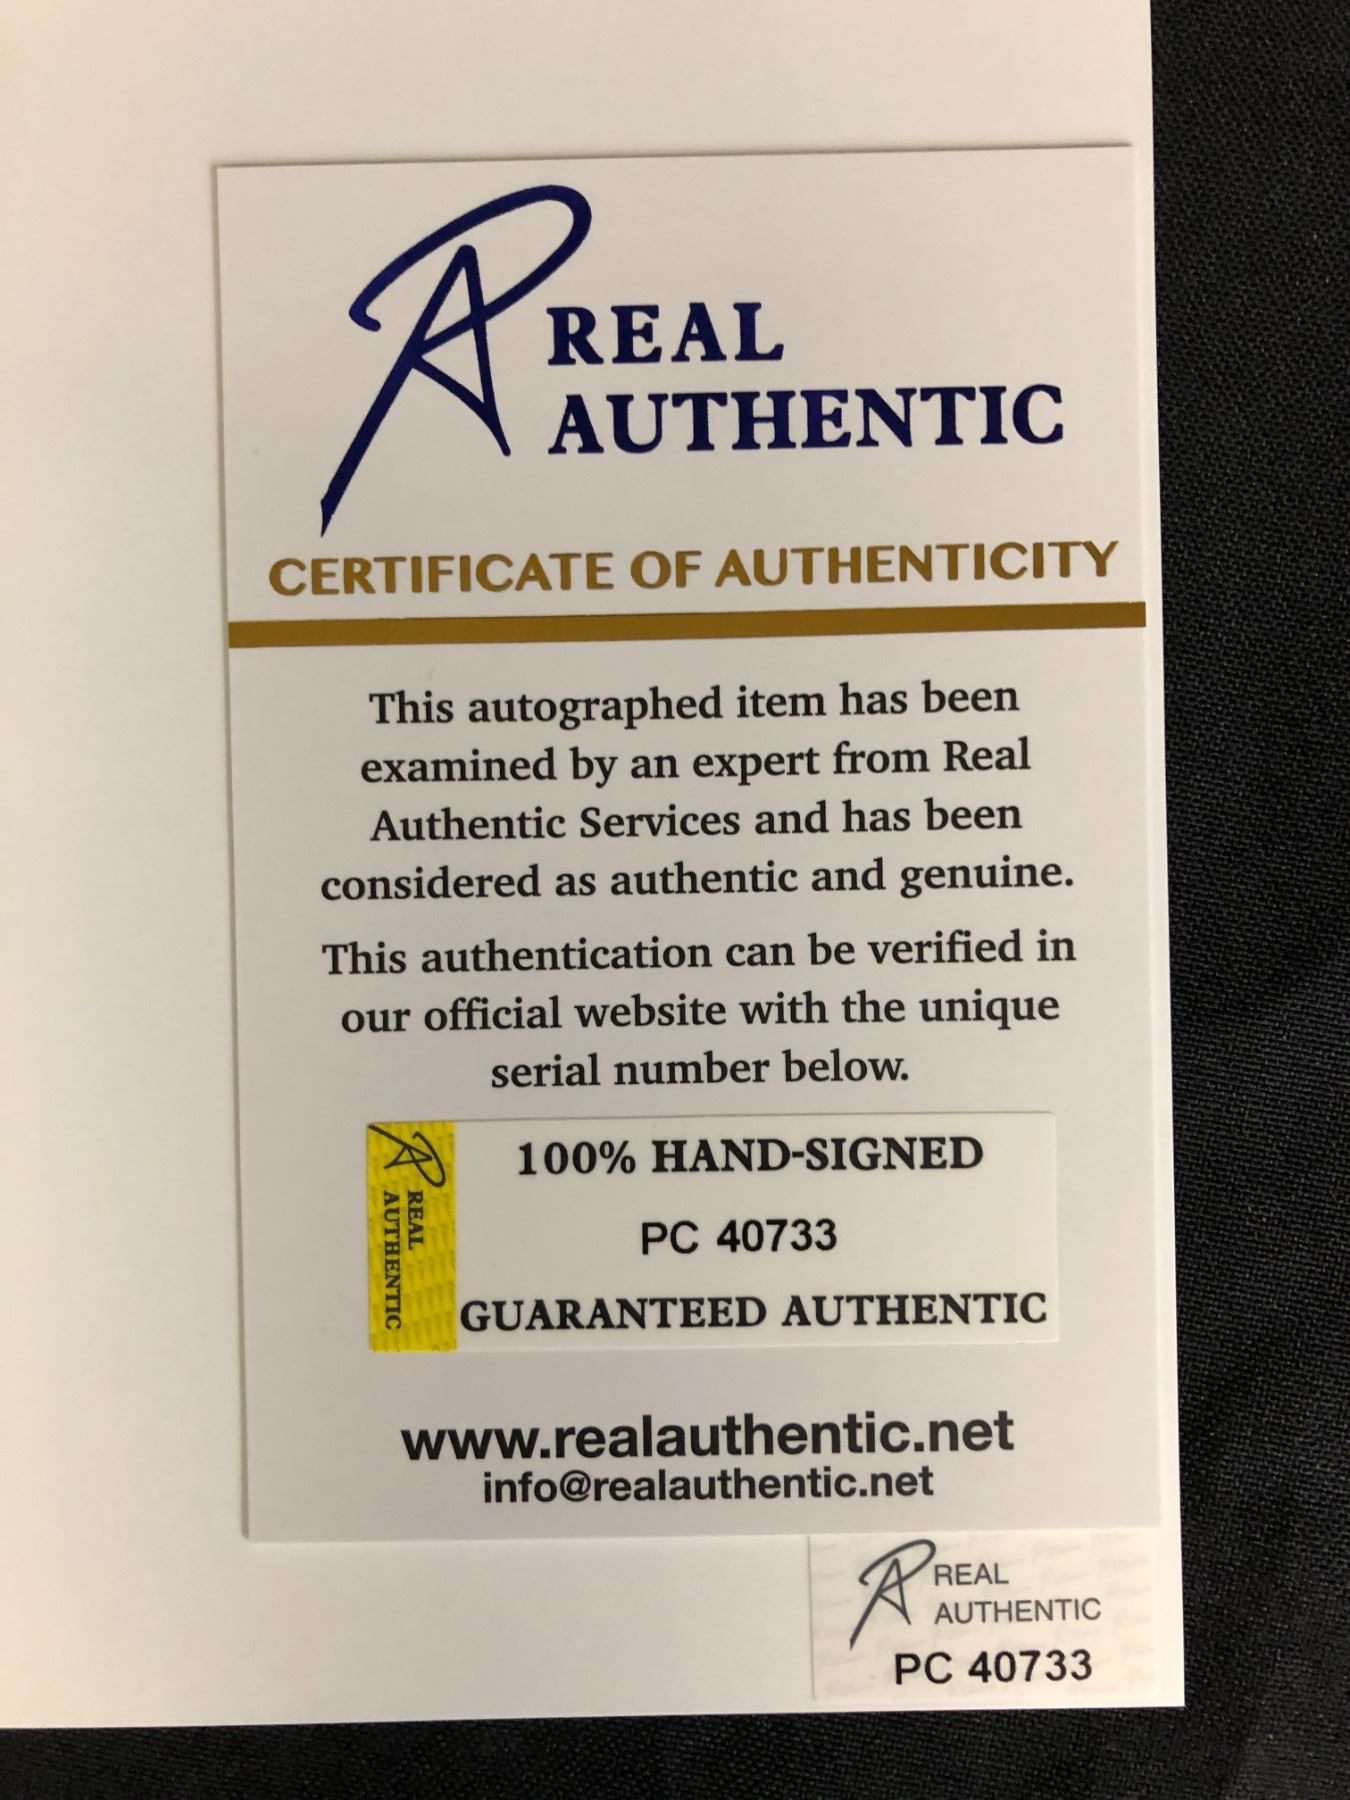 REAL
AUTHENTIC
CERTIFICATE OF AUTHENTICITY
This autographed item has been
examined by an expert from Real
Authentic Services and has been
considered as authentic and genuine.
This authentication can be verified in
our official website with the unique
serial number below.
REAL
AUTHENTIC
100% HAND-SIGNED
PC 40733
GUARANTEED AUTHENTIC
www.realauthentic.net
info@realauthentic.net
REAL
AUTHENTIC
PC 40733